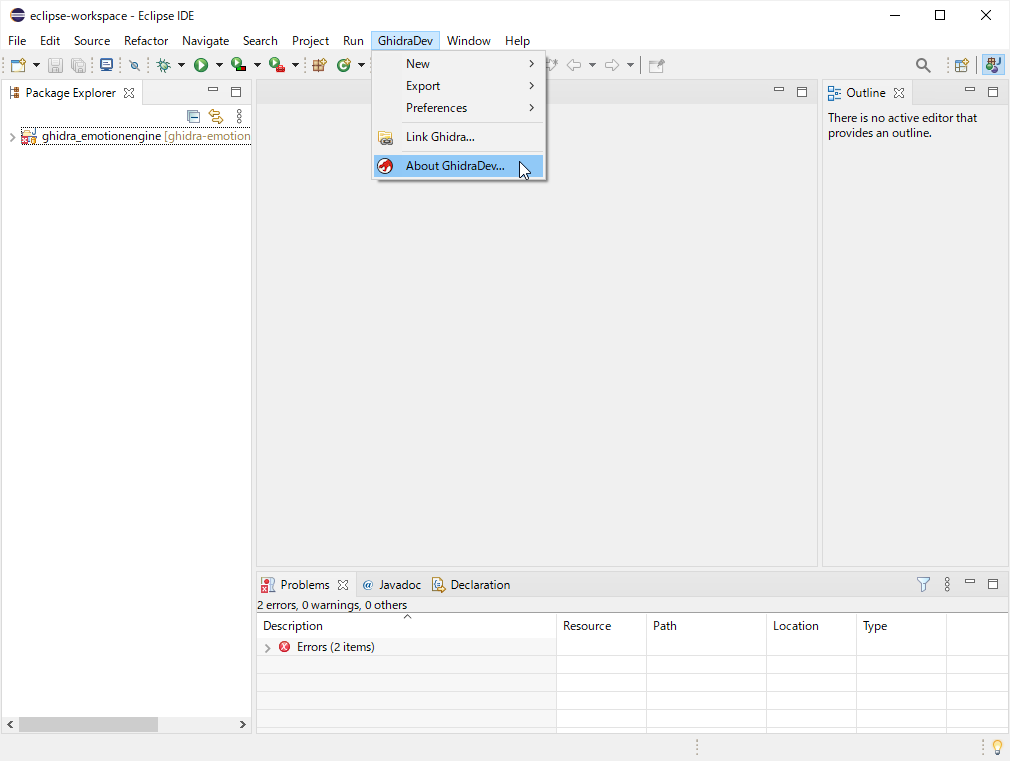 eclipse-workspace - Eclipse IDE
File Edit Source Refactor Navigate Search Project Run GhidraDev Window Help
New
Export
Preferences
Link Ghidra...
About GhidraDev...
Package Explorer
ghidra_emotionengine [ghidra-emotion
Outline
There is no active editor that
provides an outline.
Problems @ Javadoc Declaration
2 errors, 0 warnings, 0 others
Description Resource Path Location Type
Errors (2 items)